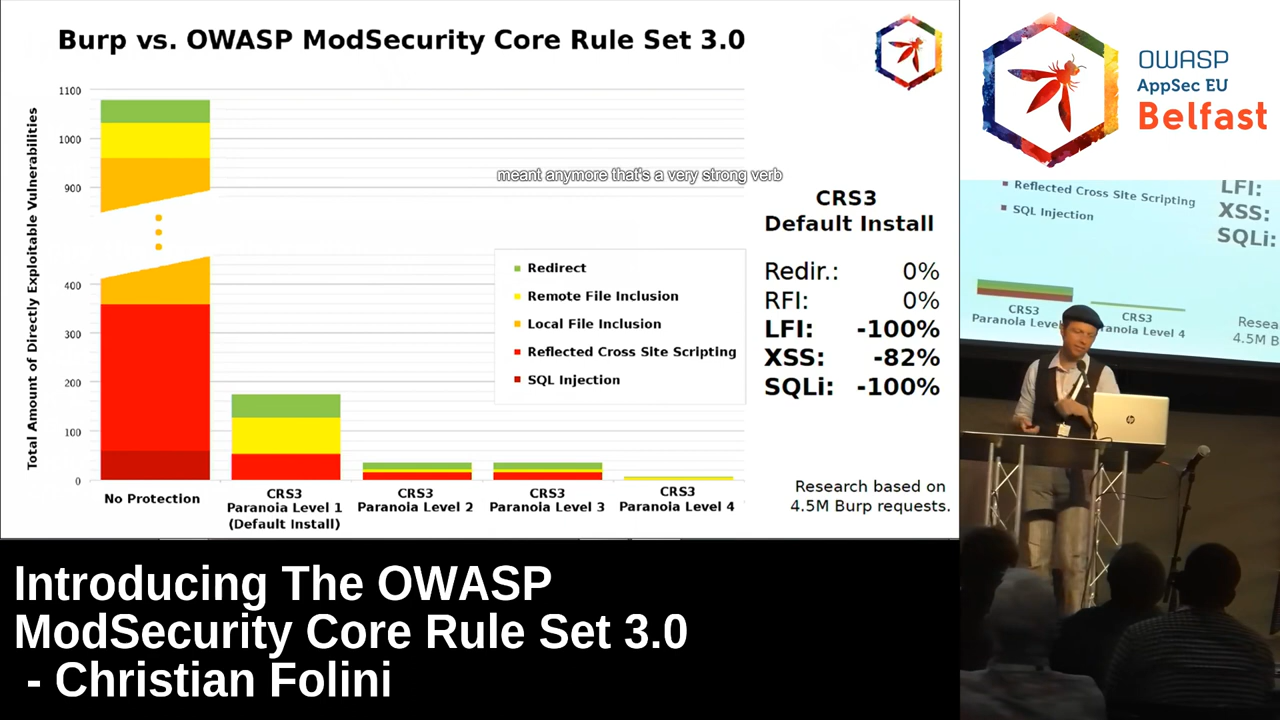 Burp vs. OWASP ModSecurity Core Rule Set 3.0
Total Amount of Directly Exploitable Vulnerabilities
1100
1000
900
400
300
200
100
0
meant anymore that's a very strong verb
Redirect
Remote File Inclusion
Local File Inclusion
Reflected Cross Site Scripting
SQL Injection
No Protection
CRS3
Paranoia Level 1
(Default Install)
CRS3
Paranoia Level 2
CRS3
Paranoia Level 3
CRS3
Paranoia Level 4
CRS3
Default Install
Redir.: 0%
RFI: 0%
LFI: -100%
XSS: -82%
SQLi: -100%
Research based on
4.5M Burp requests.
OWASP
AppSec EU
Belfast
Reflected Cross Site Scripting
SQL Injection
LFI:
XSS:
SQLi:
CRS3
Paranoia Level
CRS3
Level 4
4.5M B
hp
Introducing The OWASP
ModSecurity Core Rule Set 3.0
- Christian Folini